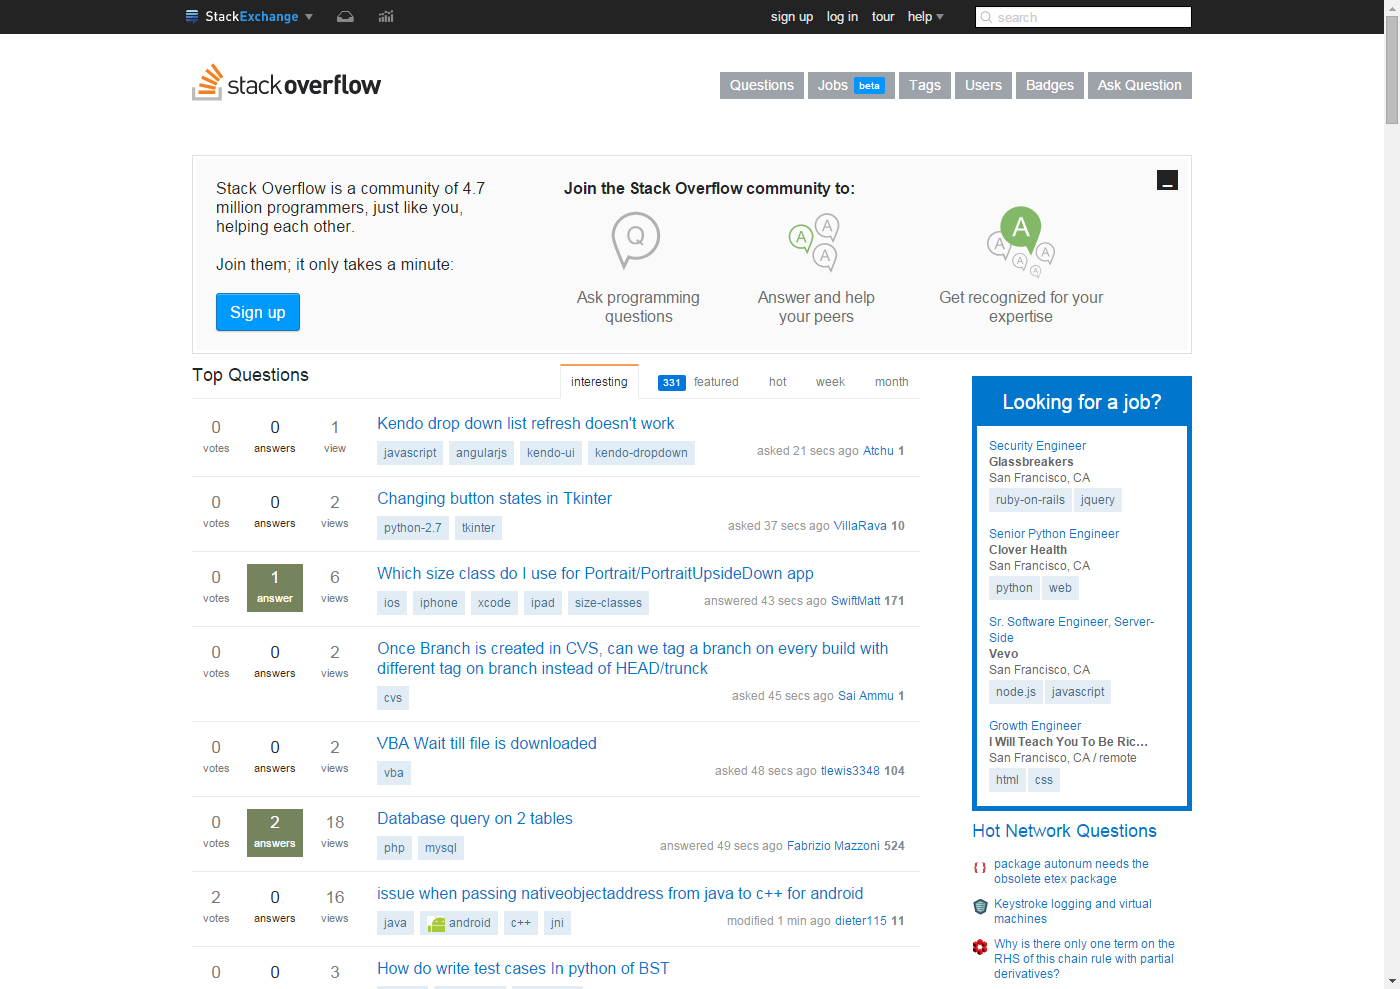 StackExchange
sign up log in tour help
search
stackoverflow
Questions Jobs beta Tags Users Badges Ask Question
Stack Overflow is a community of 4.7
million programmers, just like you,
helping each other.
Join them; it only takes a minute:
Sign up
Join the Stack Overflow community to:
Q
A A A
A A A A A
Ask programming
questions
Answer and help
your peers
Get recognized for your
expertise
Top Questions
interesting 331 featured hot week month
0 votes 0 answers 1 view
Kendo drop down list refresh doesn't work
javascript angularjs kendo-ui kendo-dropdown
asked 21 secs ago Atchu 1
0 votes 0 answers 2 views
Changing button states in Tkinter
python-2.7 tkinter
asked 37 secs ago VillaRava 10
0 votes 1 answer 6 views
Which size class do I use for Portrait/PortraitUpsideDown app
ios iphone xcode ipad size-classes
answered 43 secs ago SwiftMatt 171
0 votes 0 answers 2 views
Once Branch is created in CVS, can we tag a branch on every build with
different tag on branch instead of HEAD/trunck
cvs
asked 45 secs ago Sai Ammu 1
0 votes 0 answers 2 views
VBA Wait till file is downloaded
vba
asked 48 secs ago tlewis3348 104
0 votes 2 answers 18 views
Database query on 2 tables
php mysql
answered 49 secs ago Fabrizio Mazzoni 524
2 votes 0 answers 16 views
issue when passing nativeobjectaddress from java to c++ for android
java android c++ jni
modified 1 min ago dieter115 11
0 0 3
How do write test cases In python of BST
Looking for a job?
Security Engineer
Glassbreakers
San Francisco, CA
ruby-on-rails jquery
Senior Python Engineer
Clover Health
San Francisco, CA
python web
Sr. Software Engineer, Server-
Side
Vevo
San Francisco, CA
node.js javascript
Growth Engineer
I Will Teach You To Be Ric…
San Francisco, CA / remote
html css
Hot Network Questions
package autonum needs the
obsolete etex package
Keystroke logging and virtual
machines
Why is there only one term on the
RHS of this chain rule with partial
derivatives?